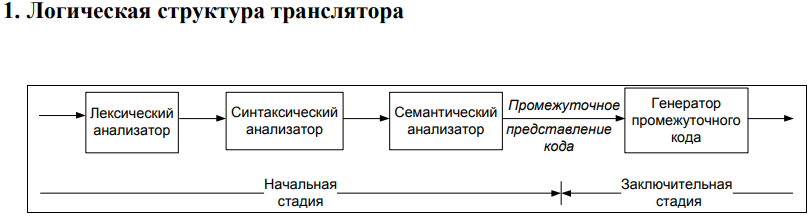 1. Логическая структура транслятора
Лексический
анализатор
Синтаксический
анализатор
Семантический
анализатор
Промежуточное
представление
кода
Генератор
промежуточного
кода
Начальная
стадия
Заключительная
стадия